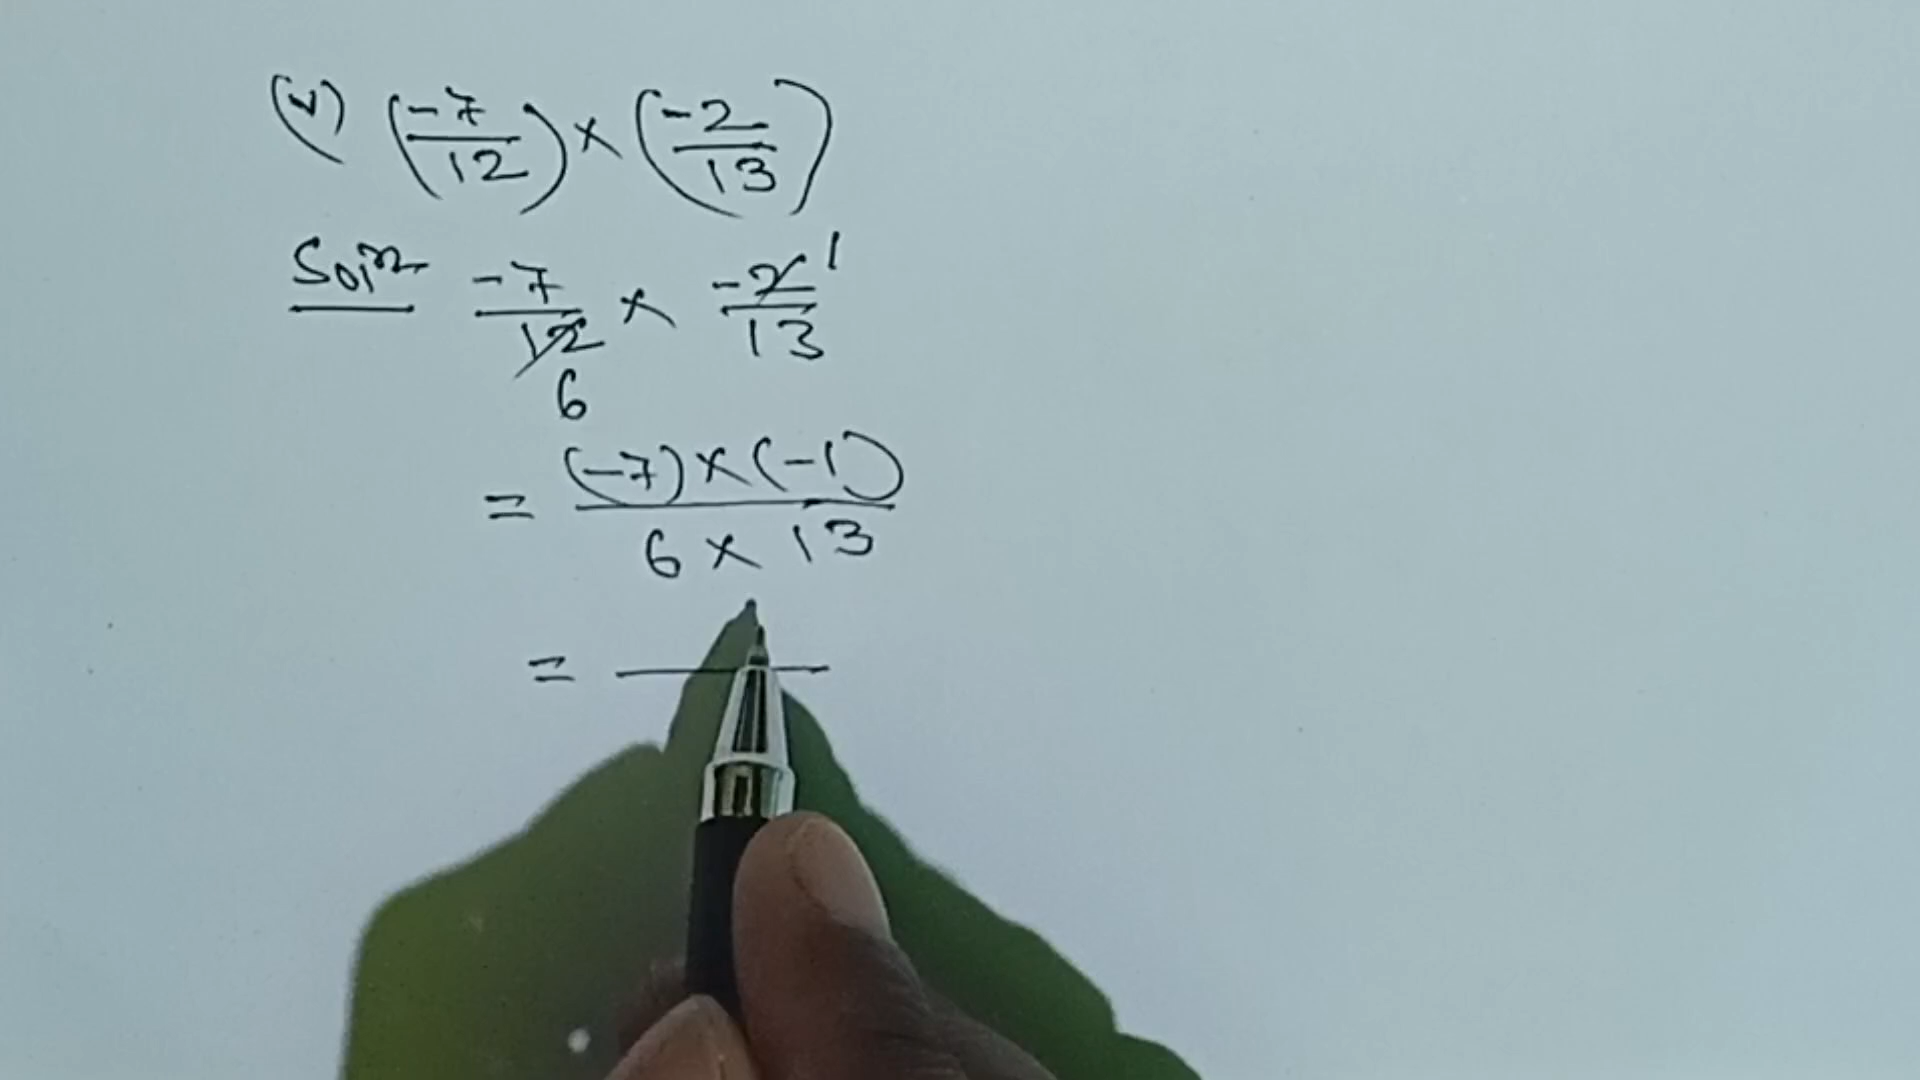 (v) (-7/12) × (-2/13)
Solⁿ -7/12 × -2/13 1
6
= (-7)×(-1)/6 × 13
=